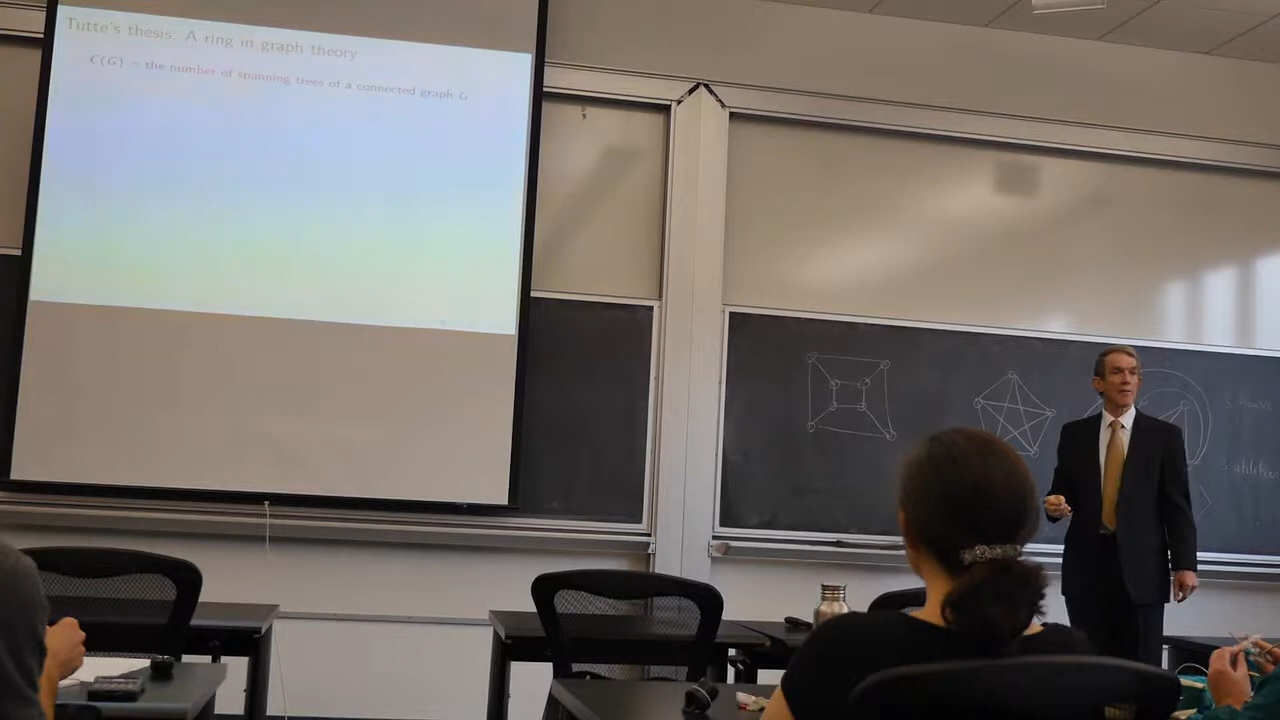 Tutte's thesis. A ring in graph theory
C(G) = the number of spanning trees of a connected graph G